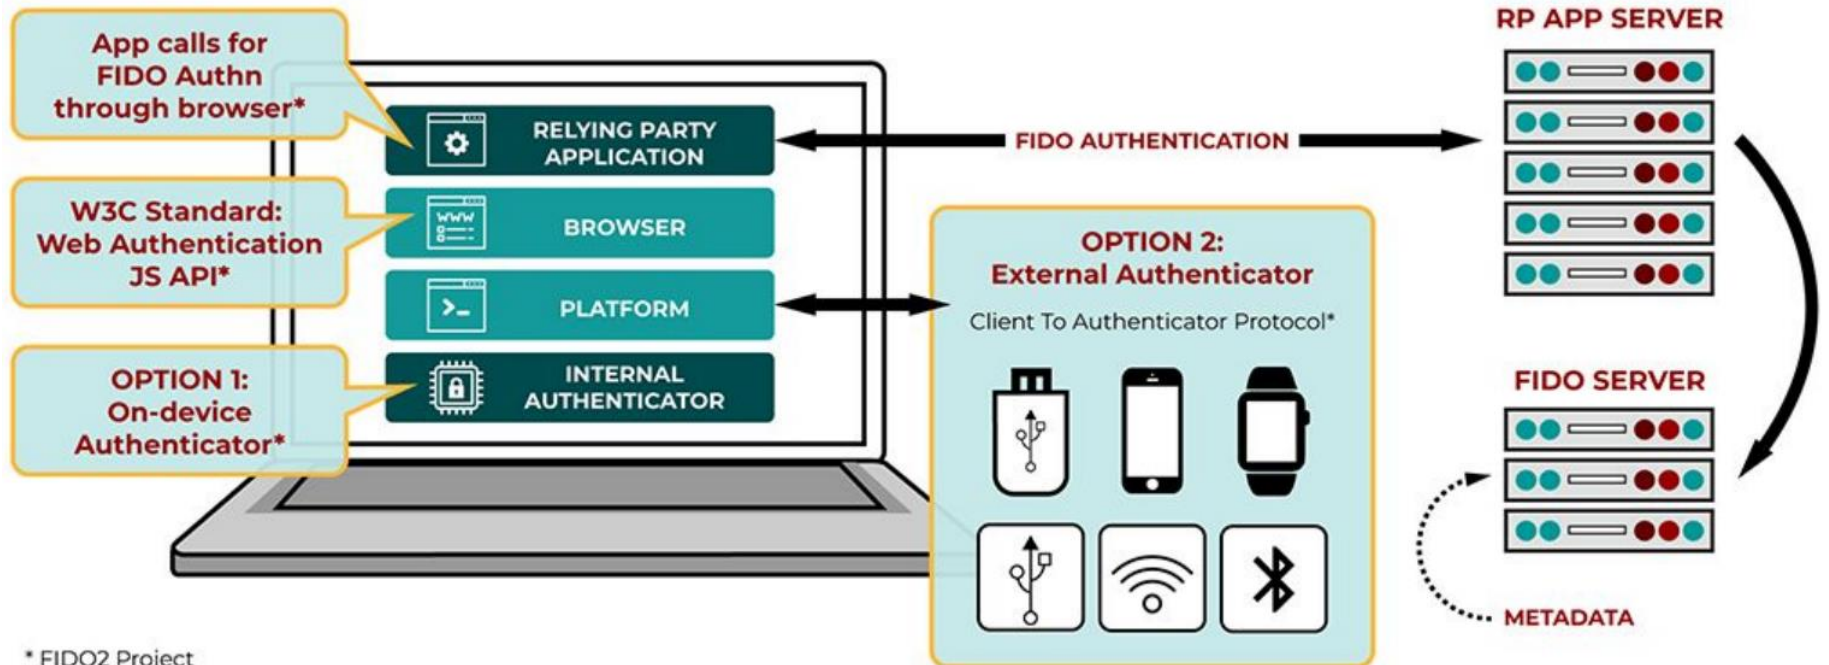 App calls for
FIDO Authn
through browser*
W3C Standard:
Web Authentication
JS API*
OPTION 1:
On-device
Authenticator*
RELYING PARTY
APPLICATION
WWW
BROWSER
PLATFORM
INTERNAL
AUTHENTICATOR
FIDO AUTHENTICATION
OPTION 2:
External Authenticator
Client To Authenticator Protocol*
RP APP SERVER
FIDO SERVER
METADATA
* FIDO2 Project